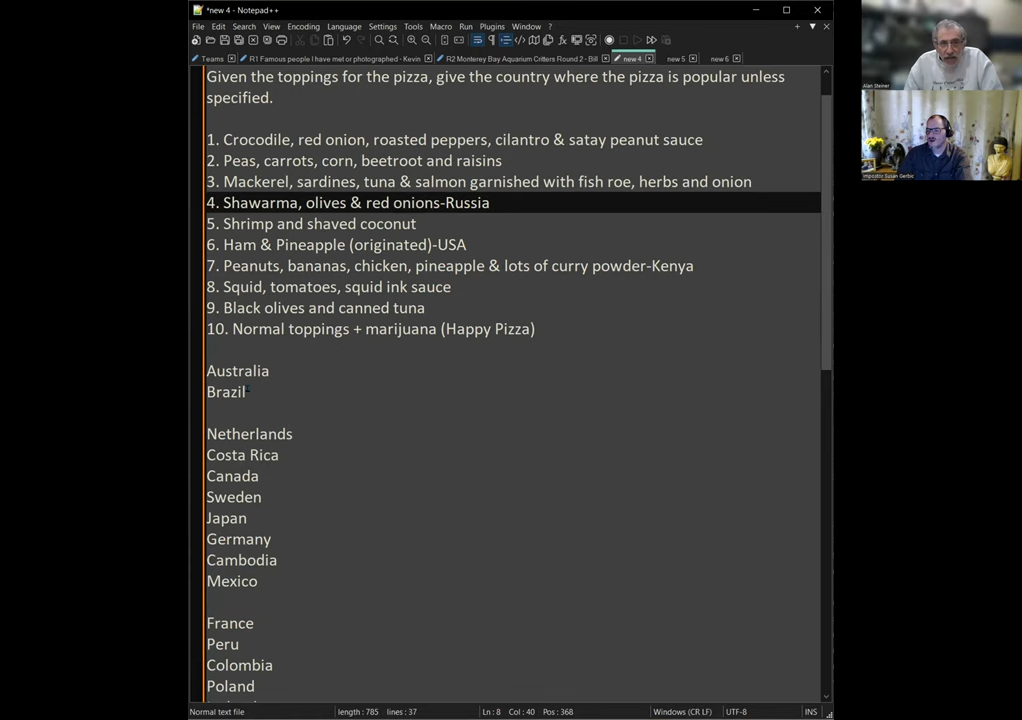 *new 4 - Notepad++
File Edit Search View Encoding Language Settings Tools Macro Run Plugins Window ?
Teams R1 Famous people I have met or photographed - Kevin R2 Monterey Bay Aquarium Critters Round 2 - Bill new 4 new 5 new 6
Given the toppings for the pizza, give the country where the pizza is popular unless
specified.
1. Crocodile, red onion, roasted peppers, cilantro & satay peanut sauce
2. Peas, carrots, corn, beetroot and raisins
3. Mackerel, sardines, tuna & salmon garnished with fish roe, herbs and onion
4. Shawarma, olives & red onions-Russia
5. Shrimp and shaved coconut
6. Ham & Pineapple (originated)-USA
7. Peanuts, bananas, chicken, pineapple & lots of curry powder-Kenya
8. Squid, tomatoes, squid ink sauce
9. Black olives and canned tuna
10. Normal toppings + marijuana (Happy Pizza)
Australia
Brazil
Netherlands
Costa Rica
Canada
Sweden
Japan
Germany
Cambodia
Mexico
France
Peru
Colombia
Poland
Normal text file length : 785 lines : 37 Ln : 8 Col : 40 Pos : 368 Windows (CR LF) UTF-8 INS
Alan Steiner
Impostor Susan Gerbic